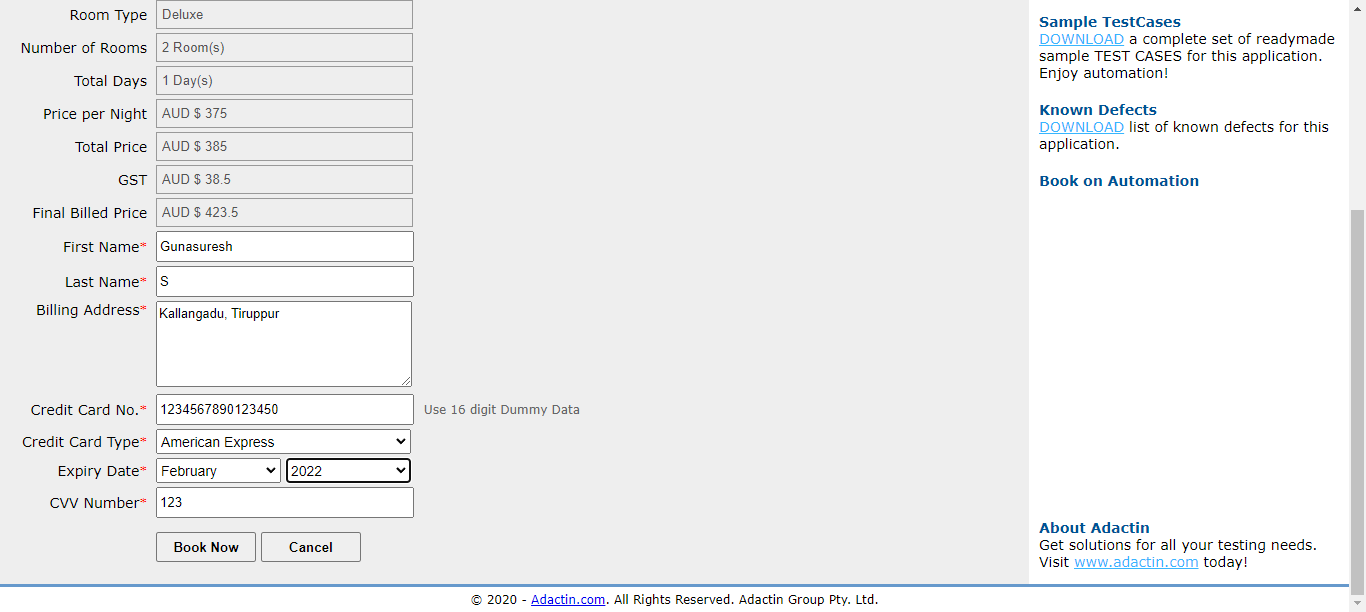 Room Type Deluxe
Number of Rooms 2 Room(s)
Total Days 1 Day(s)
Price per Night AUD $ 375
Total Price AUD $ 385
GST AUD $ 38.5
Final Billed Price AUD $ 423.5
First Name* Gunasuresh
Last Name* S
Billing Address* Kallangadu, Tiruppur
Credit Card No.* 1234567890123450 Use 16 digit Dummy Data
Credit Card Type* American Express
Expiry Date* February 2022
CVV Number* 123
Book Now Cancel
Sample TestCases
DOWNLOAD a complete set of readymade
sample TEST CASES for this application.
Enjoy automation!
Known Defects
DOWNLOAD list of known defects for this
application.
Book on Automation
About Adactin
Get solutions for all your testing needs.
Visit www.adactin.com today!
© 2020 - Adactin.com. All Rights Reserved. Adactin Group Pty. Ltd.